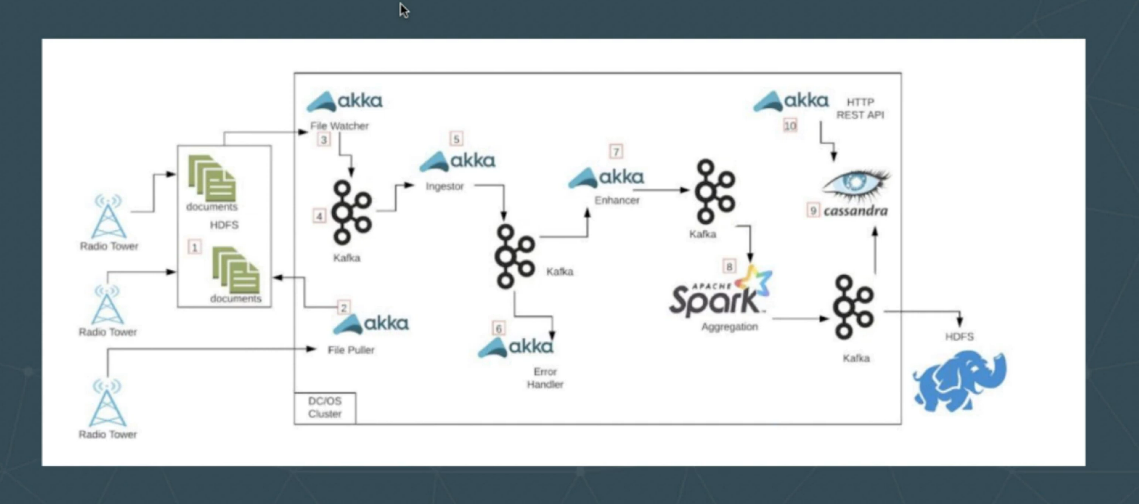 akka
File Watcher
3
HTTP
REST API
akka
10
5
akka
Ingestor
7
akka
Enhancer
documents
HDFS
1
documents
Radio Tower
Radio Tower
Radio Tower
4
Kafka
2
akka
File Puller
Kafka
6
akka
Error
Handler
Kafka
8
APACHE
Spark
Aggregation
9
cassandra
Kafka
HDFS
DC/OS
Cluster